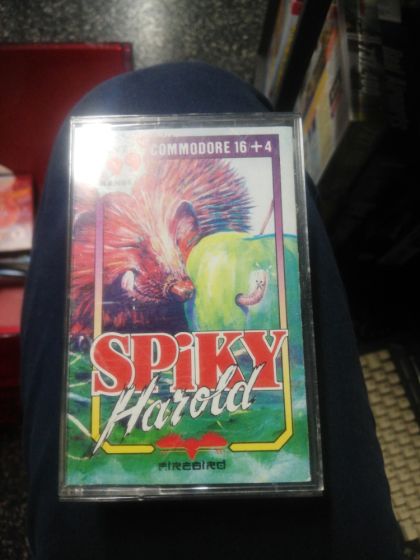 COMMODORE 16+4
SPiKY
Harold
FIREBIRD